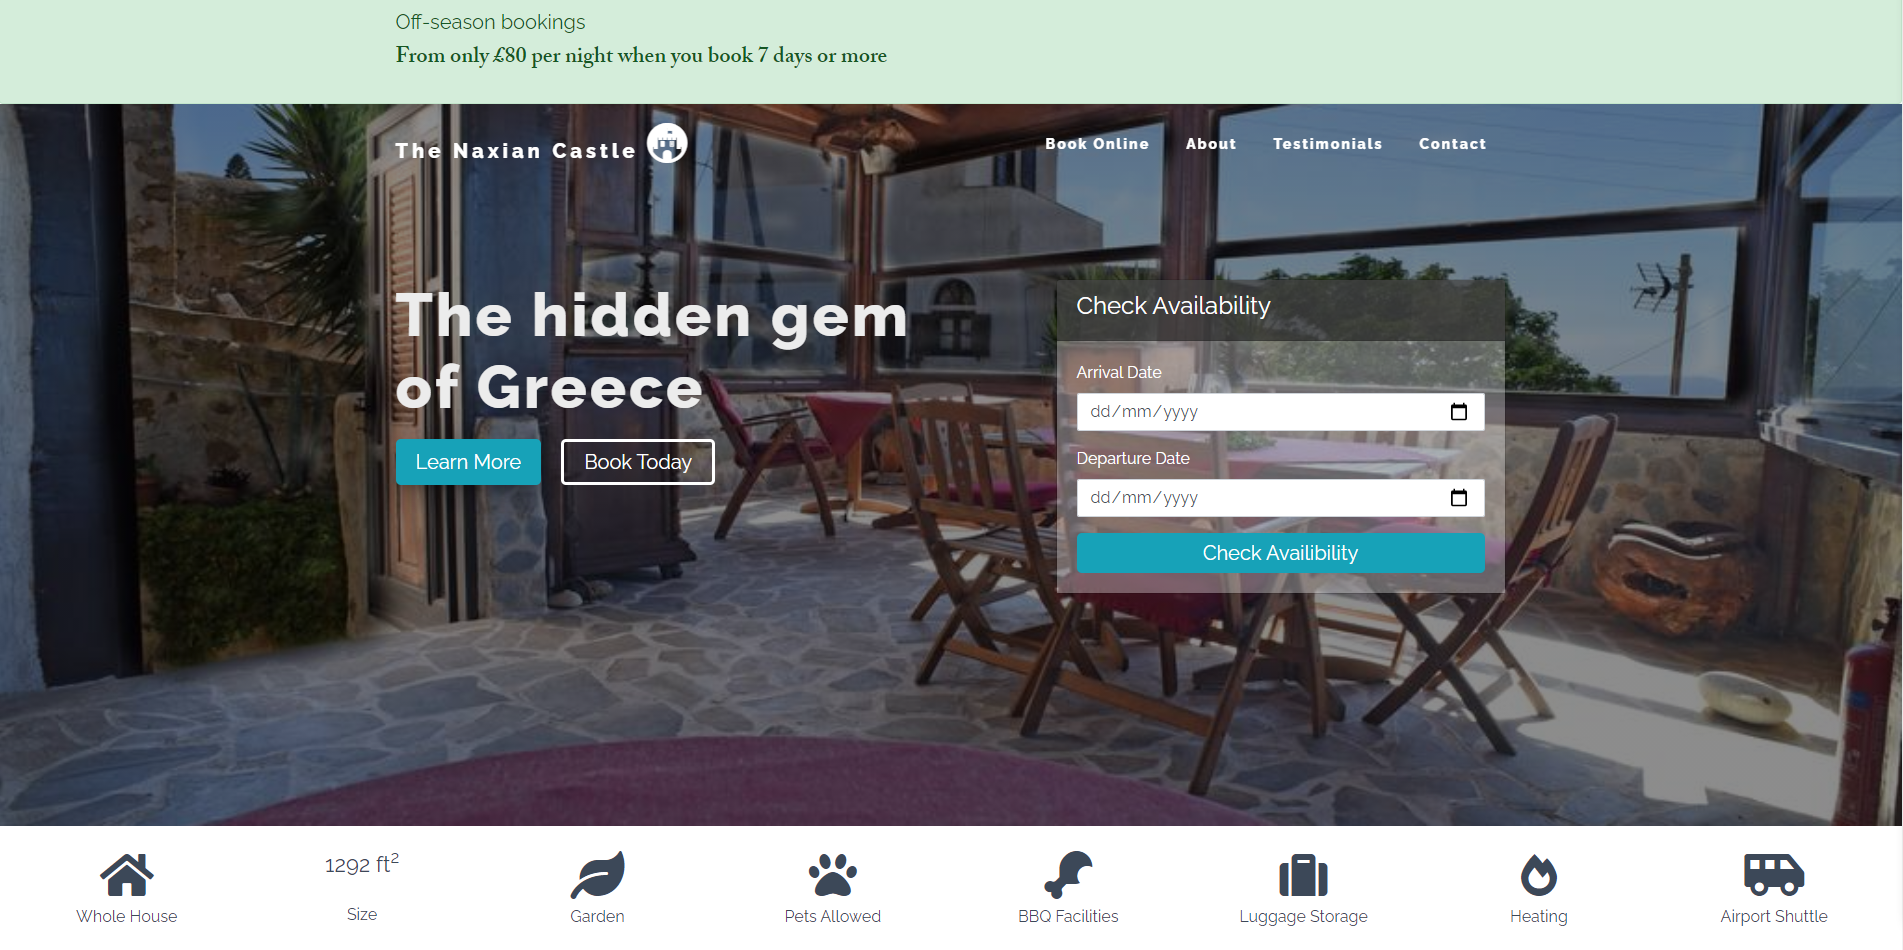 Off-season bookings
From only £80 per night when you book 7 days or more
The Naxian Castle
Book Online
About
Testimonials
Contact
The hidden gem
of Greece
Learn More
Book Today
Check Availability
Arrival Date
dd/mm/yyyy
Departure Date
dd/mm/yyyy
Check Availibility
Whole House
1292 ft²
Size
Garden
Pets Allowed
BBQ Facilities
Luggage Storage
Heating
Airport Shuttle